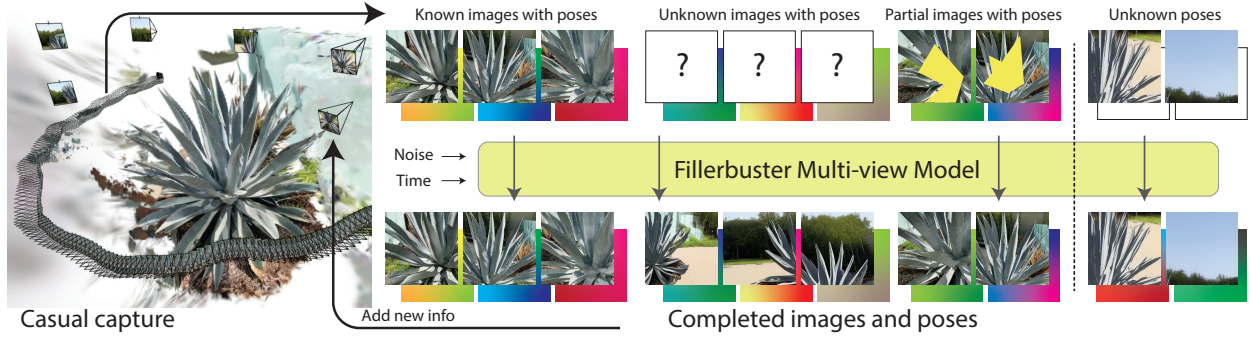 Known images with poses
Unknown images with poses
Partial images with poses
Unknown poses
? ? ?
Noise
Time
Fillerbuster Multi-view Model
Casual capture
Add new info
Completed images and poses